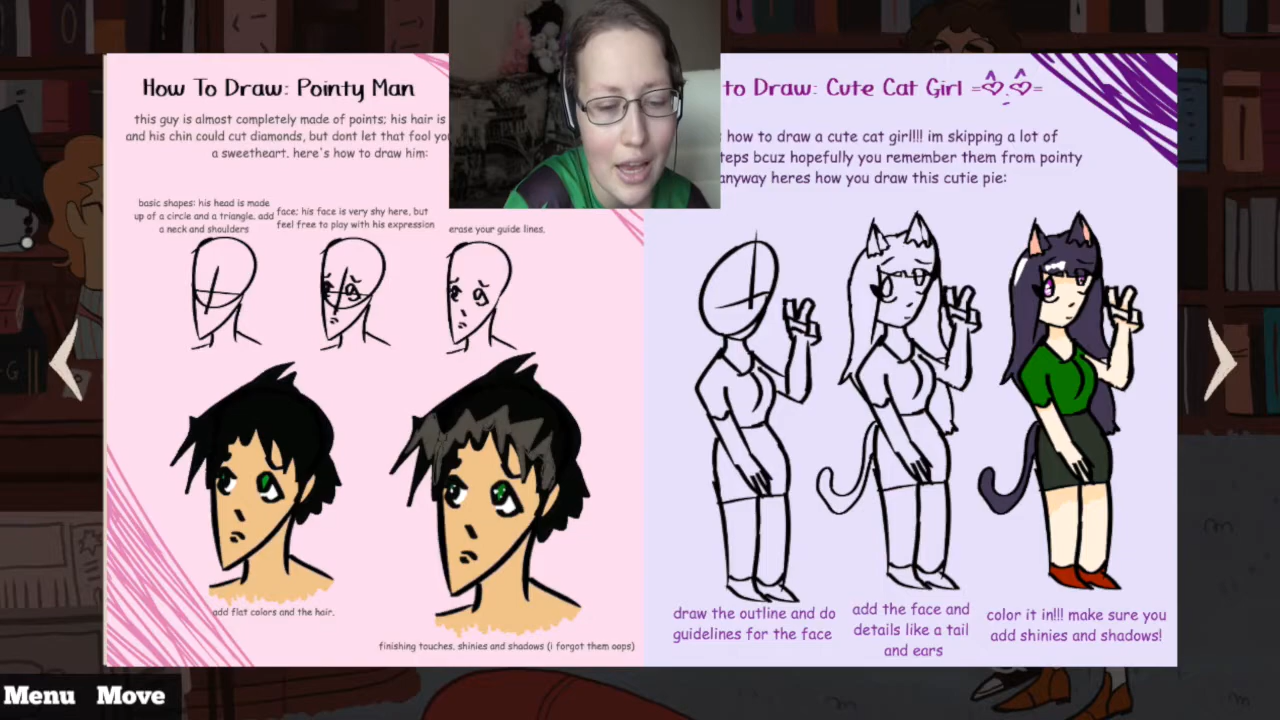 How To Draw: Pointy Man
this guy is almost completely made of points; his hair is
and his chin could cut diamonds, but dont let that fool
a sweetheart. here's how to draw him:
basic shapes: his head is made
up of a circle and a triangle. add
a neck and shoulders
face; his face is very shy here, but
feel free to play with his expression
erase your guide lines.
add flat colors and the hair.
finishing touches. shinies and shadows (i forgot them oops)
to Draw: Cute Cat Girl
how to draw a cute cat girl!!! im skipping a lot of
bcuz hopefully you remember them from pointy
anyway heres how you draw this cutie pie:
draw the outline and do
guidelines for the face
add the face and
details like a tail
and ears
color it in!!! make sure you
add shinies and shadows!
Menu Move